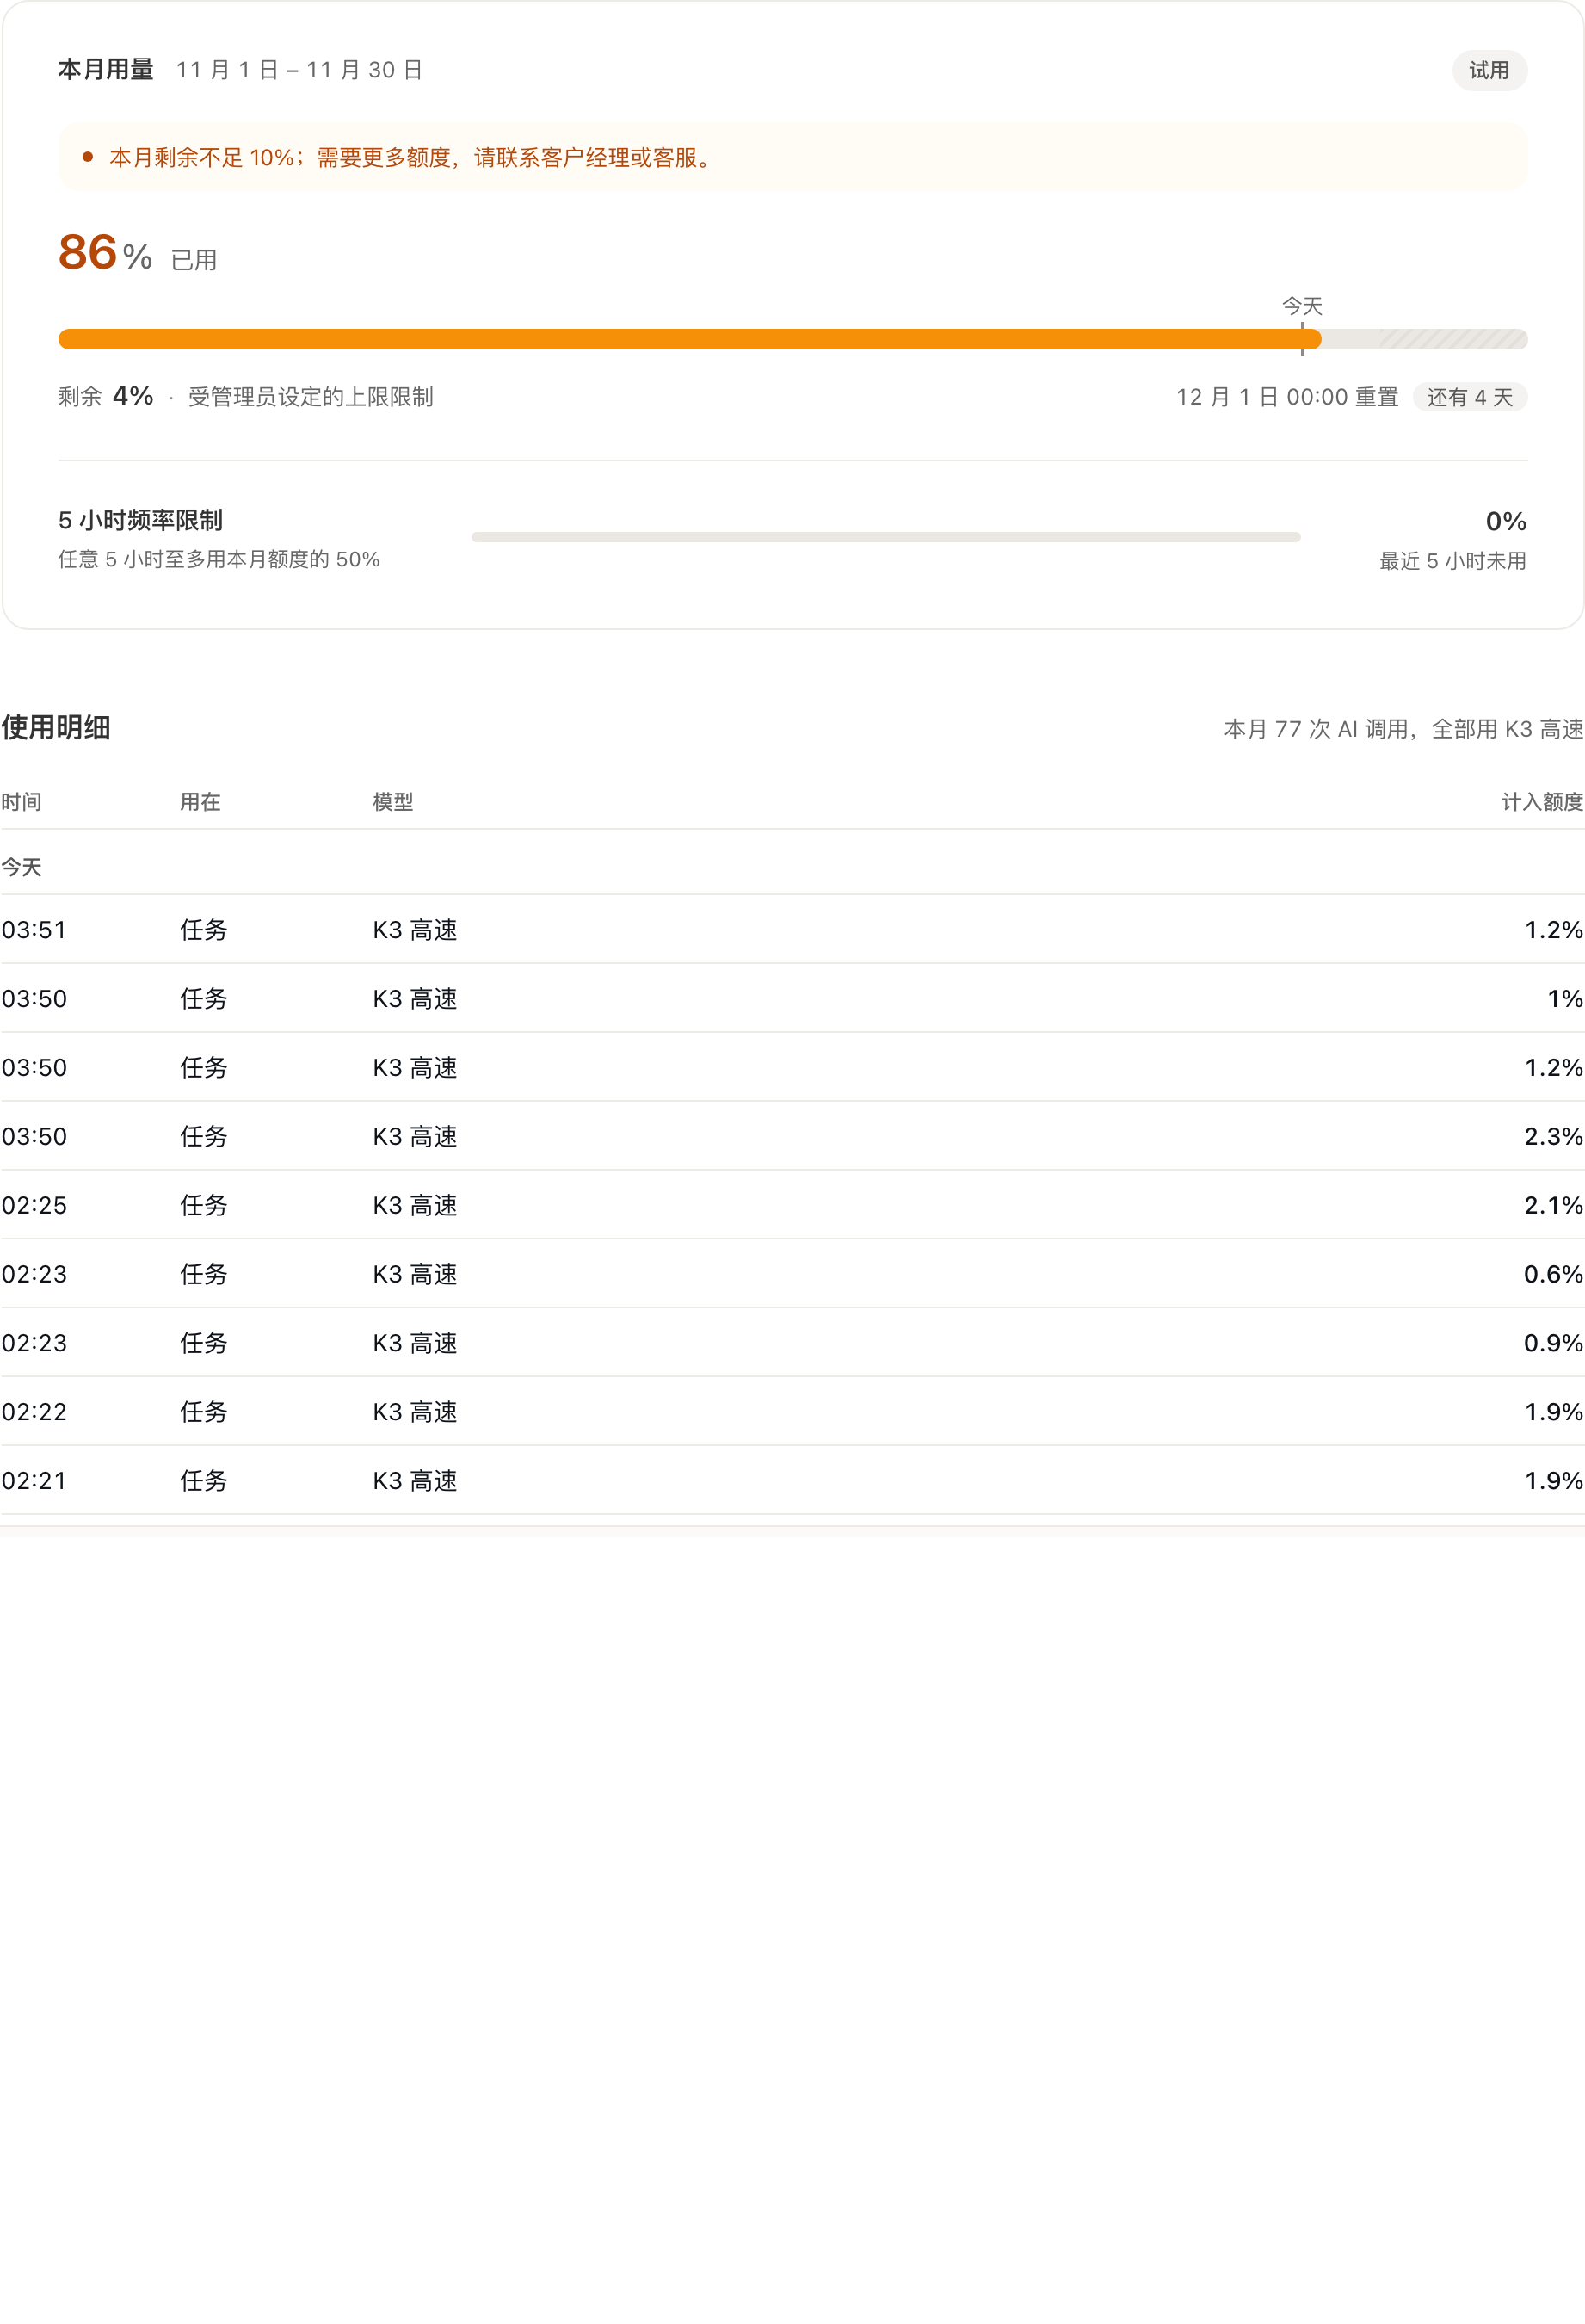 本月用量 11 月 1 日 – 11 月 30 日 试用
本月剩余不足 10%；需要更多额度，请联系客户经理或客服。
86% 已用
今天
剩余 4% · 受管理员设定的上限限制 12 月 1 日 00:00 重置 还有 4 天
5 小时频率限制 0%
任意 5 小时至多用本月额度的 50% 最近 5 小时未用
使用明细 本月 77 次 AI 调用，全部用 K3 高速
时间 用在 模型 计入额度
今天
03:51 任务 K3 高速 1.2%
03:50 任务 K3 高速 1%
03:50 任务 K3 高速 1.2%
03:50 任务 K3 高速 2.3%
02:25 任务 K3 高速 2.1%
02:23 任务 K3 高速 0.6%
02:23 任务 K3 高速 0.9%
02:22 任务 K3 高速 1.9%
02:21 任务 K3 高速 1.9%